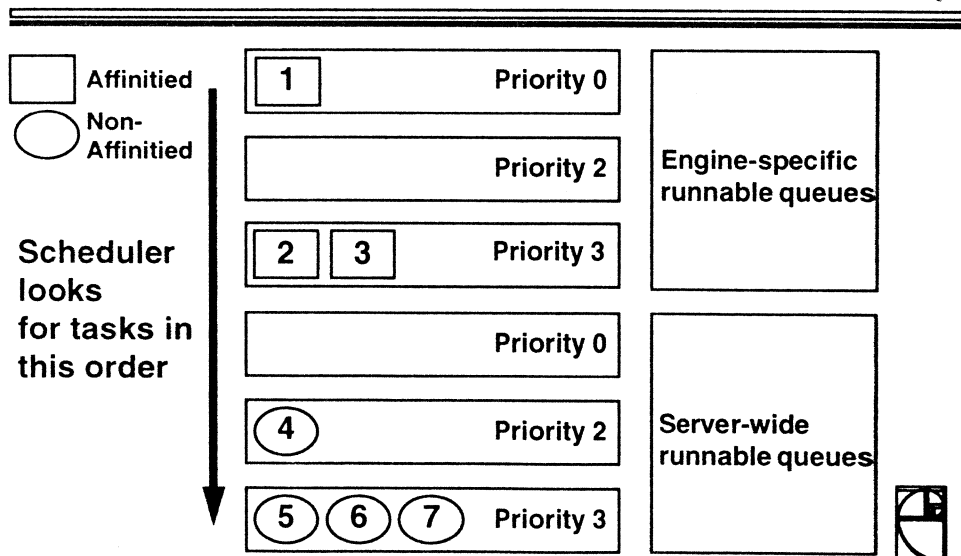 Affinitied
Non-
Affinitied
Scheduler
looks
for tasks in
this order
1 Priority 0
Priority 2
2 3 Priority 3
Priority 0
4 Priority 2
5 6 7 Priority 3
Engine-specific
runnable queues
Server-wide
runnable queues